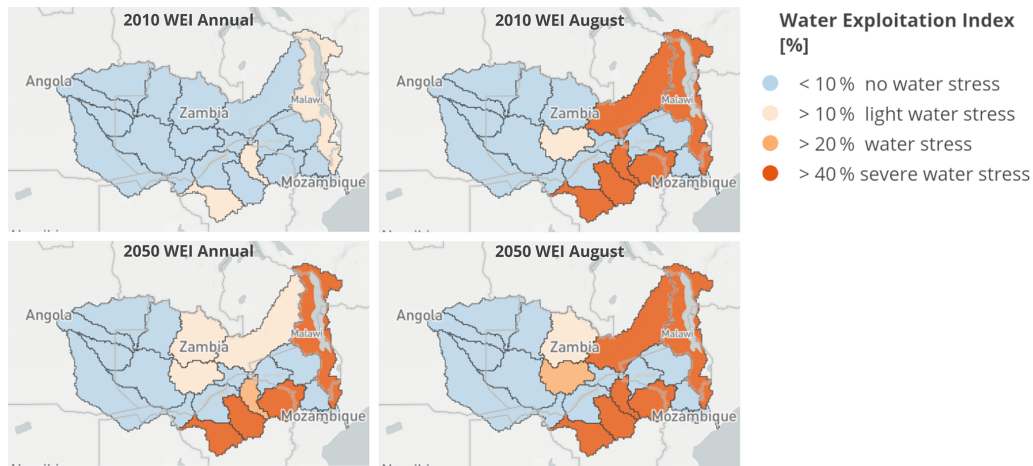 2010 WEI Annual
Angola
Zambia
Malawi
Mozambique
2010 WEI August
Angola
Zambia
Malawi
Mozambique
2050 WEI Annual
Angola
Zambia
Malawi
Mozambique
2050 WEI August
Angola
Zambia
Malawi
Mozambique
Water Exploitation Index
[%]
< 10 % no water stress
> 10 % light water stress
> 20 % water stress
> 40 % severe water stress